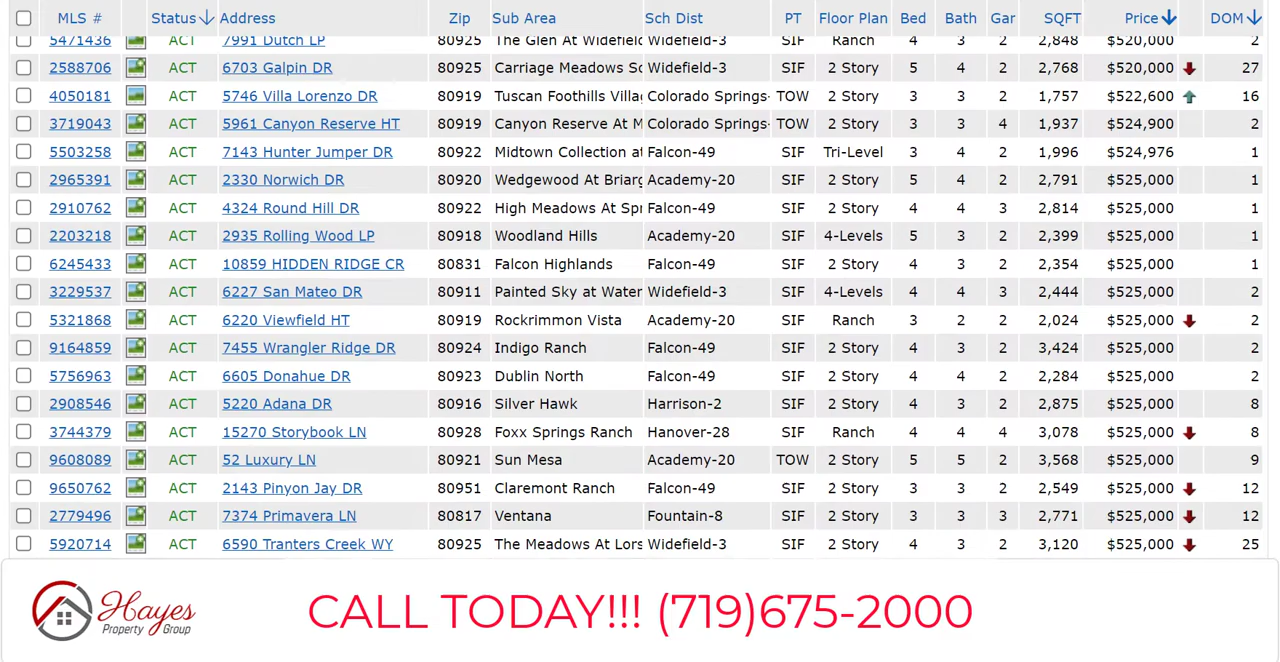 MLS # Status Address Zip Sub Area Sch Dist PT Floor Plan Bed Bath Gar SQFT Price DOM
5471436 ACT 7991 Dutch LP 80925 The Glen At Widefield Widefield-3 SIF Ranch 4 3 2 2,848 $520,000 2
2588706 ACT 6703 Galpin DR 80925 Carriage Meadows So Widefield-3 SIF 2 Story 5 4 2 2,768 $520,000 27
4050181 ACT 5746 Villa Lorenzo DR 80919 Tuscan Foothills Villag Colorado Springs- TOW 2 Story 3 3 2 1,757 $522,600 16
3719043 ACT 5961 Canyon Reserve HT 80919 Canyon Reserve At M Colorado Springs- TOW 2 Story 3 3 4 1,937 $524,900 2
5503258 ACT 7143 Hunter Jumper DR 80922 Midtown Collection at Falcon-49 SIF Tri-Level 3 4 2 1,996 $524,976 1
2965391 ACT 2330 Norwich DR 80920 Wedgewood At Briarg Academy-20 SIF 2 Story 5 4 2 2,791 $525,000 1
2910762 ACT 4324 Round Hill DR 80922 High Meadows At Spr Falcon-49 SIF 2 Story 4 4 3 2,814 $525,000 1
2203218 ACT 2935 Rolling Wood LP 80918 Woodland Hills Academy-20 SIF 4-Levels 5 3 2 2,399 $525,000 1
6245433 ACT 10859 HIDDEN RIDGE CR 80831 Falcon Highlands Falcon-49 SIF 2 Story 4 3 2 2,354 $525,000 1
3229537 ACT 6227 San Mateo DR 80911 Painted Sky at Water Widefield-3 SIF 4-Levels 4 4 3 2,444 $525,000 2
5321868 ACT 6220 Viewfield HT 80919 Rockrimmon Vista Academy-20 SIF Ranch 3 2 2 2,024 $525,000 2
9164859 ACT 7455 Wrangler Ridge DR 80924 Indigo Ranch Falcon-49 SIF 2 Story 4 3 2 3,424 $525,000 2
5756963 ACT 6605 Donahue DR 80923 Dublin North Falcon-49 SIF 2 Story 4 4 2 2,284 $525,000 2
2908546 ACT 5220 Adana DR 80916 Silver Hawk Harrison-2 SIF 2 Story 4 3 2 2,875 $525,000 8
3744379 ACT 15270 Storybook LN 80928 Foxx Springs Ranch Hanover-28 SIF Ranch 4 4 4 3,078 $525,000 8
9608089 ACT 52 Luxury LN 80921 Sun Mesa Academy-20 TOW 2 Story 5 5 2 3,568 $525,000 9
9650762 ACT 2143 Pinyon Jay DR 80951 Claremont Ranch Falcon-49 SIF 2 Story 3 3 2 2,549 $525,000 12
2779496 ACT 7374 Primavera LN 80817 Ventana Fountain-8 SIF 2 Story 3 3 3 2,771 $525,000 12
5920714 ACT 6590 Tranters Creek WY 80925 The Meadows At Lors Widefield-3 SIF 2 Story 4 3 2 3,120 $525,000 25
Hayes
Property Group
CALL TODAY!!! (719)675-2000